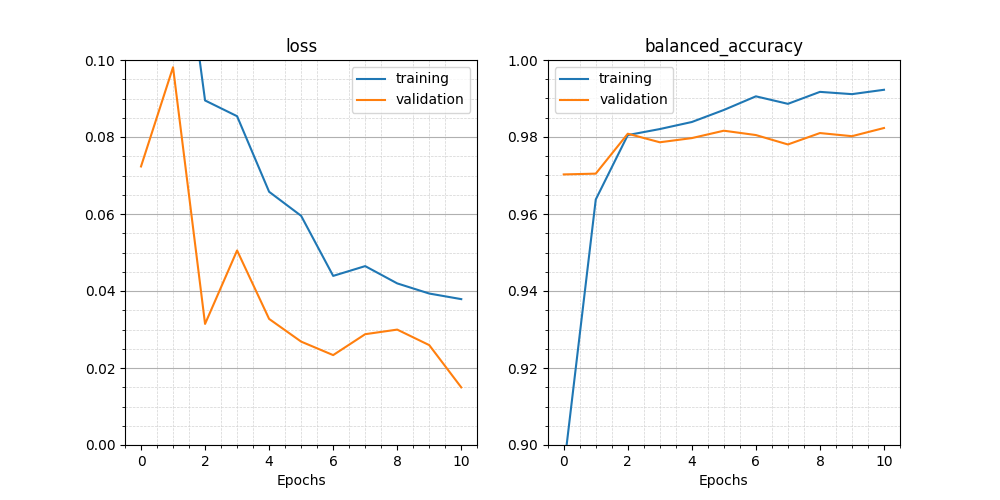 loss
0.10
0.08
0.06
0.04
0.02
0.00
0 2 4 6 8 10
Epochs
training
validation
balanced_accuracy
1.00
0.98
0.96
0.94
0.92
0.90
0 2 4 6 8 10
Epochs
training
validation